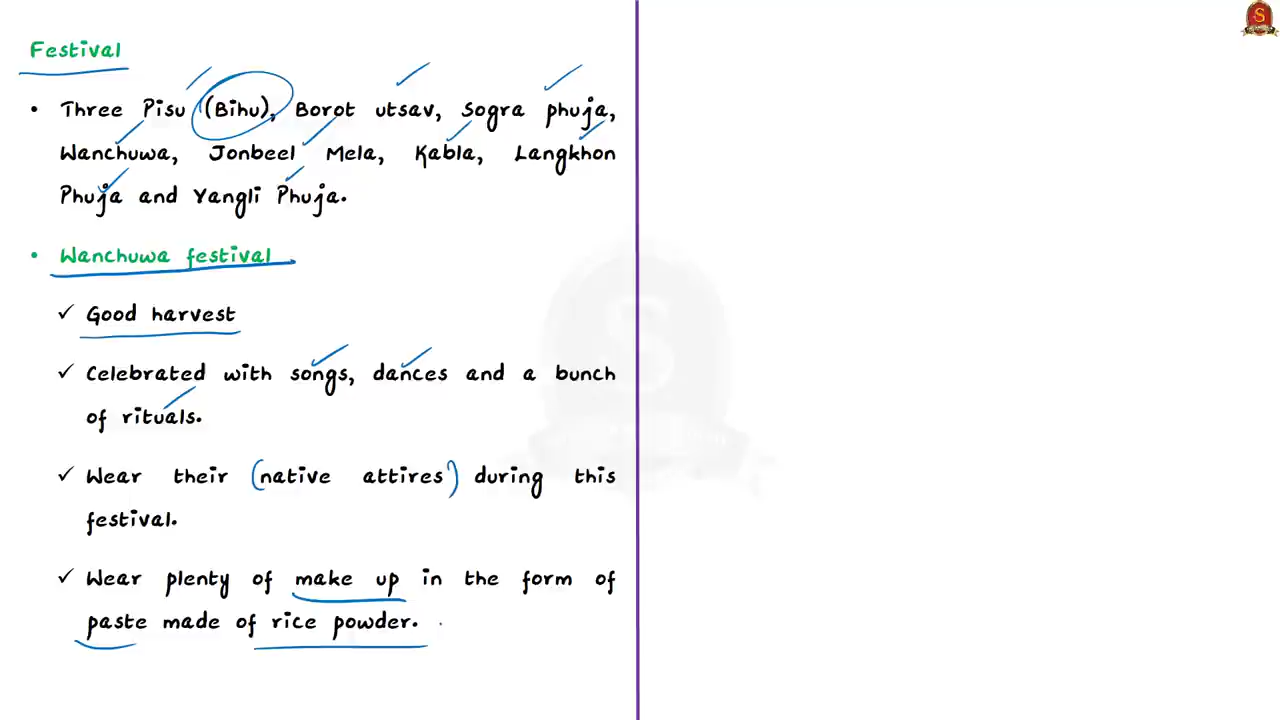 Festival
• Three Pisu (Bihu), Borot utsav, Sogra phuja,
Wanchuwa, Jonbeel Mela, Kabla, Langkhon
Phuja and Yangli Phuja.
• Wanchuwa festival
✓ Good harvest
✓ Celebrated with songs, dances and a bunch
of rituals.
✓ Wear their (native attires) during this
festival.
✓ Wear plenty of make up in the form of
paste made of rice powder.
S